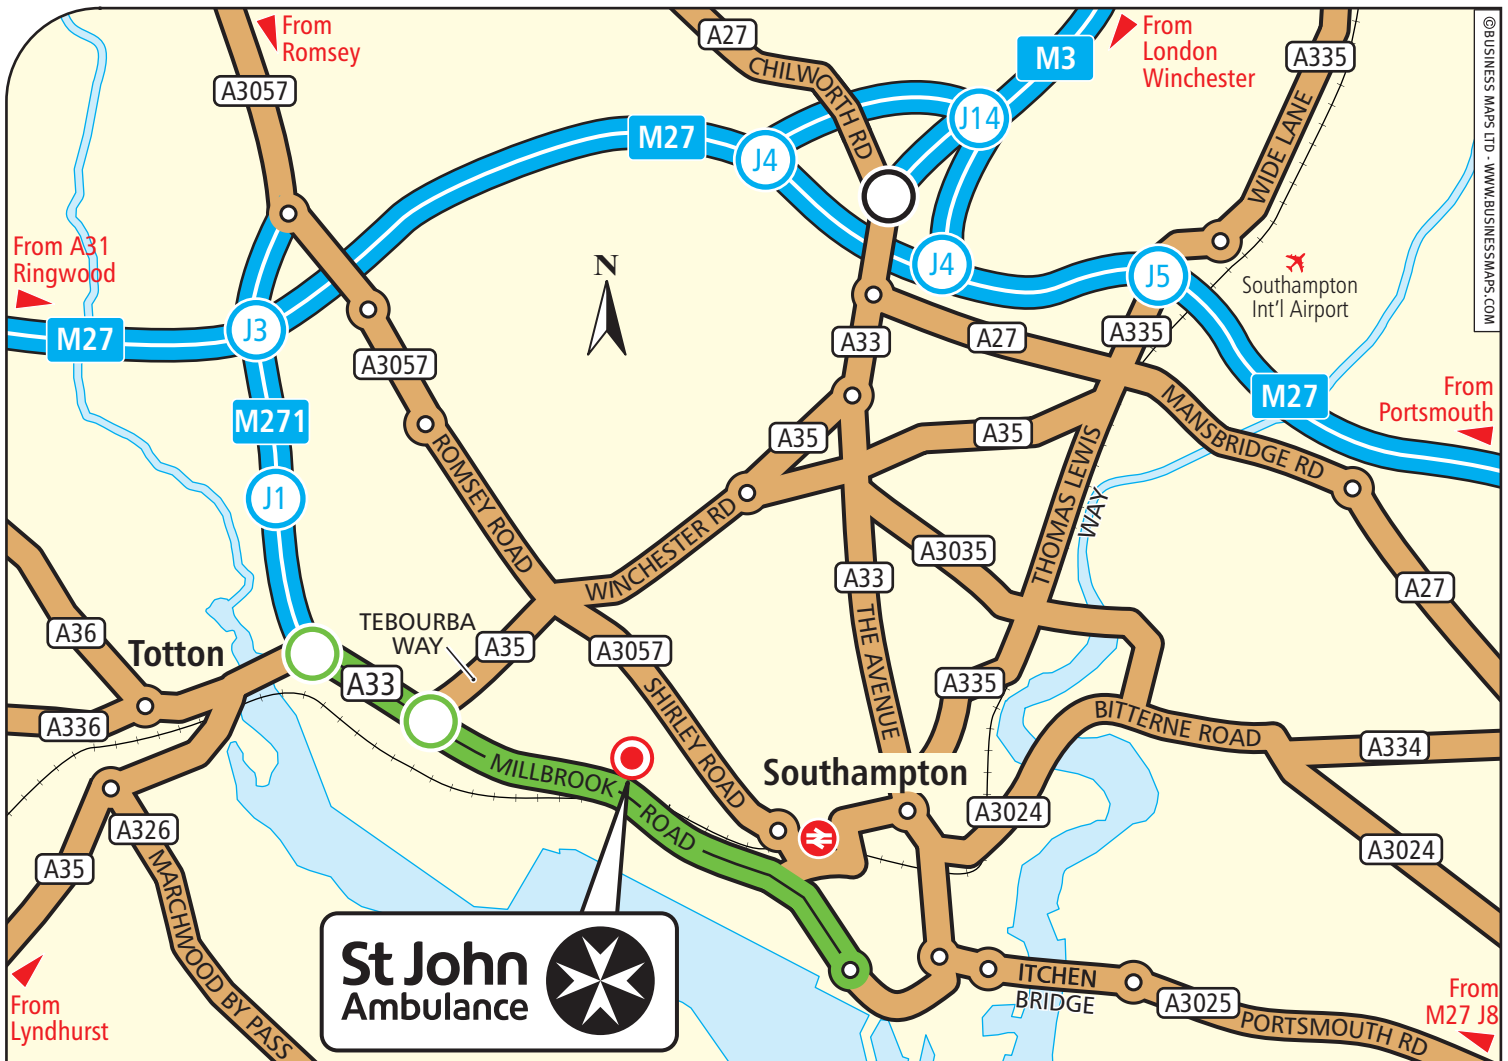 From
Romsey
A27
From
London
Winchester
M3
A335
©BUSINESS MAPS LTD - WWW.BUSINESSMAPS.COM
A3057
CHILWORTH RD
M27
J4
J14
WIDE LANE
From A31
Ringwood
N
J4
J5
Southampton
Int'l Airport
M27
J3
A3057
A33
A27
A335
M27
From
Portsmouth
M271
A35
A35
MANSBRIDGE RD
ROMSEY ROAD
J1
WINCHESTER RD
THOMAS LEWIS
WAY
A3035
A33
A27
A36
Totton
TEBOURBA
WAY
A35
A3057
THE AVENUE
A33
A335
A336
SHIRLEY ROAD
BITTERNE ROAD
A334
MILLBROOK
ROAD
Southampton
A3024
A326
A3024
A35
MARCHWOOD BY PASS
St John
Ambulance
ITCHEN
BRIDGE
A3025
PORTSMOUTH RD
From
Lyndhurst
From
M27 J8